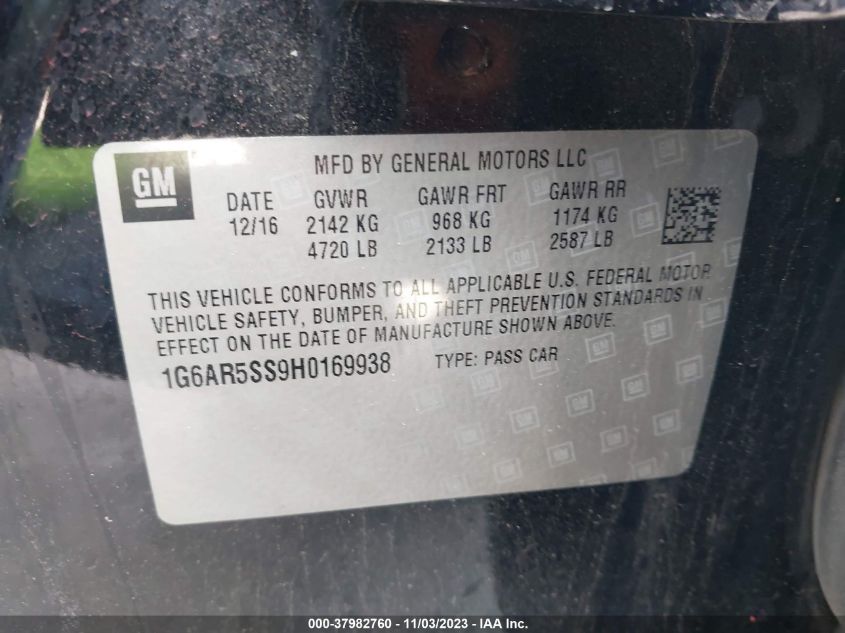 GM
MFD BY GENERAL MOTORS LLC
DATE GVWR GAWR FRT GAWR RR
12/16 2142 KG 968 KG 1174 KG
4720 LB 2133 LB 2587 LB
THIS VEHICLE CONFORMS TO ALL APPLICABLE U.S. FEDERAL MOTOR
VEHICLE SAFETY, BUMPER, AND THEFT PREVENTION STANDARDS IN
EFFECT ON THE DATE OF MANUFACTURE SHOWN ABOVE.
1G6AR5SS9H0169938 TYPE: PASS CAR
000-37982760 - 11/03/2023 - IAA Inc.